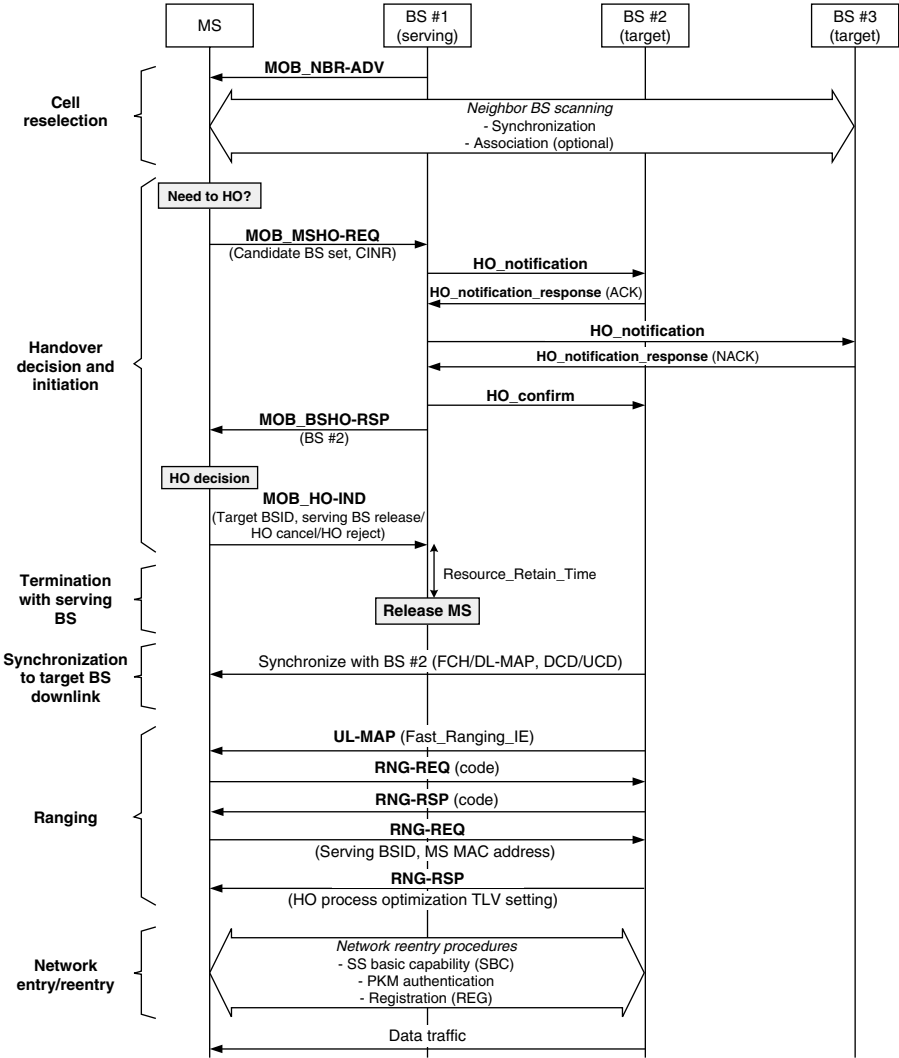 MS
BS #1
(serving)
BS #2
(target)
BS #3
(target)
MOB_NBR-ADV
Cell
reselection
Neighbor BS scanning
- Synchronization
- Association (optional)
Need to HO?
MOB_MSHO-REQ
(Candidate BS set, CINR)
HO_notification
HO_notification_response (ACK)
HO_notification
HO_notification_response (NACK)
Handover
decision and
initiation
HO_confirm
MOB_BSHO-RSP
(BS #2)
HO decision
MOB_HO-IND
(Target BSID, serving BS release/
HO cancel/HO reject)
Resource_Retain_Time
Termination
with serving
BS
Release MS
Synchronization
to target BS
downlink
Synchronize with BS #2 (FCH/DL-MAP, DCD/UCD)
UL-MAP (Fast_Ranging_IE)
RNG-REQ (code)
RNG-RSP (code)
Ranging
RNG-REQ
(Serving BSID, MS MAC address)
RNG-RSP
(HO process optimization TLV setting)
Network
entry/reentry
Network reentry procedures
- SS basic capability (SBC)
- PKM authentication
- Registration (REG)
Data traffic